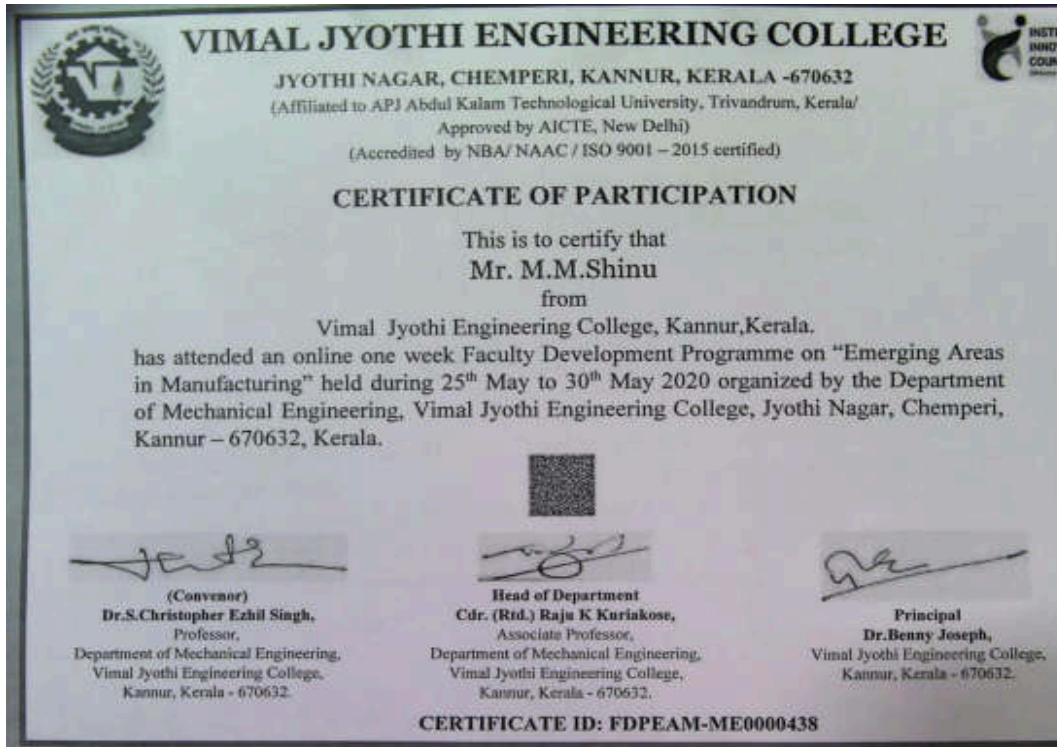 VIMAL JYOTHI ENGINEERING COLLEGE
JYOTHI NAGAR, CHEMPERI, KANNUR, KERALA -670632
(Affiliated to APJ Abdul Kalam Technological University, Trivandrum, Kerala/
Approved by AICTE, New Delhi)
(Accredited by NBA/ NAAC / ISO 9001 – 2015 certified)
CERTIFICATE OF PARTICIPATION
This is to certify that
Mr. M.M.Shinu
from
Vimal Jyothi Engineering College, Kannur,Kerala.
has attended an online one week Faculty Development Programme on “Emerging Areas
in Manufacturing” held during 25th May to 30th May 2020 organized by the Department
of Mechanical Engineering, Vimal Jyothi Engineering College, Jyothi Nagar, Chemperi,
Kannur – 670632, Kerala.
(Convenor)
Dr.S.Christopher Ezhil Singh,
Professor,
Department of Mechanical Engineering,
Vimal Jyothi Engineering College,
Kannur, Kerala - 670632.
Head of Department
Cdr. (Rtd.) Raju K Kuriakose,
Associate Professor,
Department of Mechanical Engineering,
Vimal Jyothi Engineering College,
Kannur, Kerala - 670632.
Principal
Dr.Benny Joseph,
Vimal Jyothi Engineering College,
Kannur, Kerala - 670632.
CERTIFICATE ID: FDPEAM-ME0000438